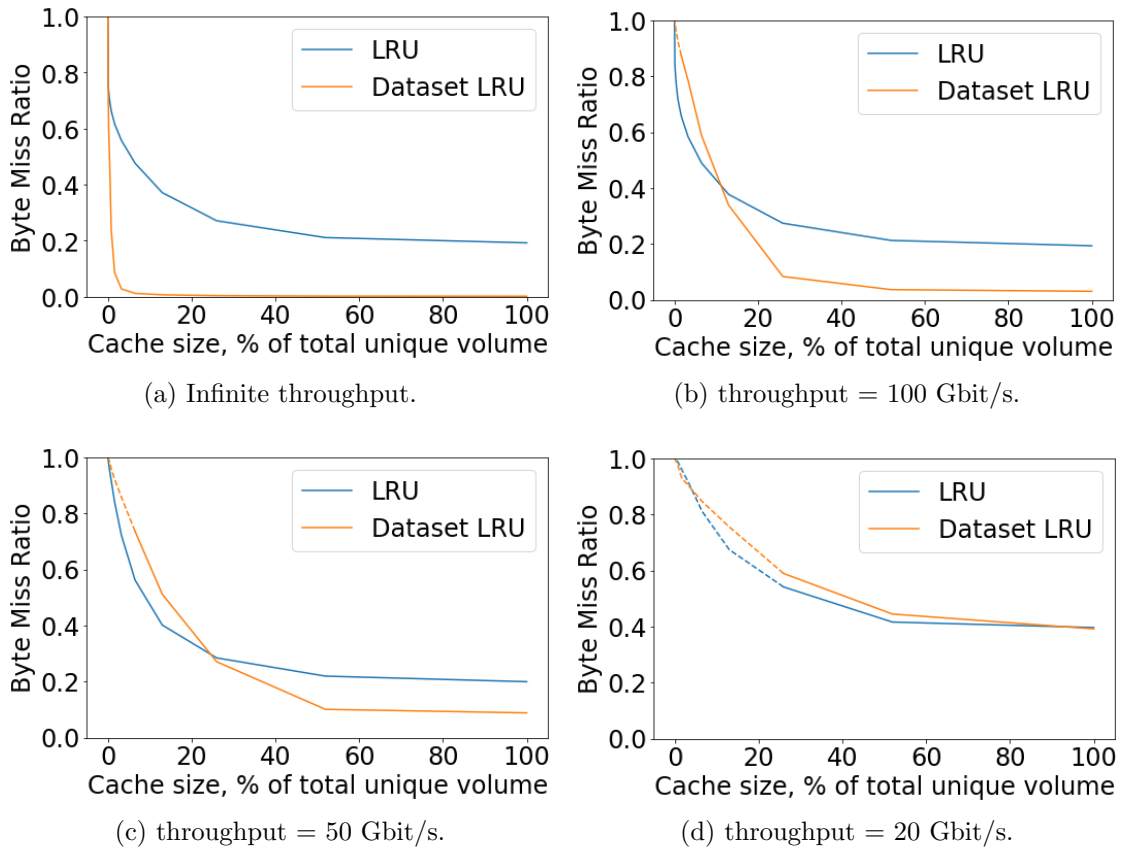 1.0
0.8
0.6
0.4
0.2
0.0
Byte Miss Ratio
LRU
Dataset LRU
0 20 40 60 80 100
Cache size, % of total unique volume
(a) Infinite throughput.
1.0
0.8
0.6
0.4
0.2
0.0
Byte Miss Ratio
LRU
Dataset LRU
0 20 40 60 80 100
Cache size, % of total unique volume
(b) throughput = 100 Gbit/s.
1.0
0.8
0.6
0.4
0.2
0.0
Byte Miss Ratio
LRU
Dataset LRU
0 20 40 60 80 100
Cache size, % of total unique volume
(c) throughput = 50 Gbit/s.
1.0
0.8
0.6
0.4
0.2
0.0
Byte Miss Ratio
LRU
Dataset LRU
0 20 40 60 80 100
Cache size, % of total unique volume
(d) throughput = 20 Gbit/s.